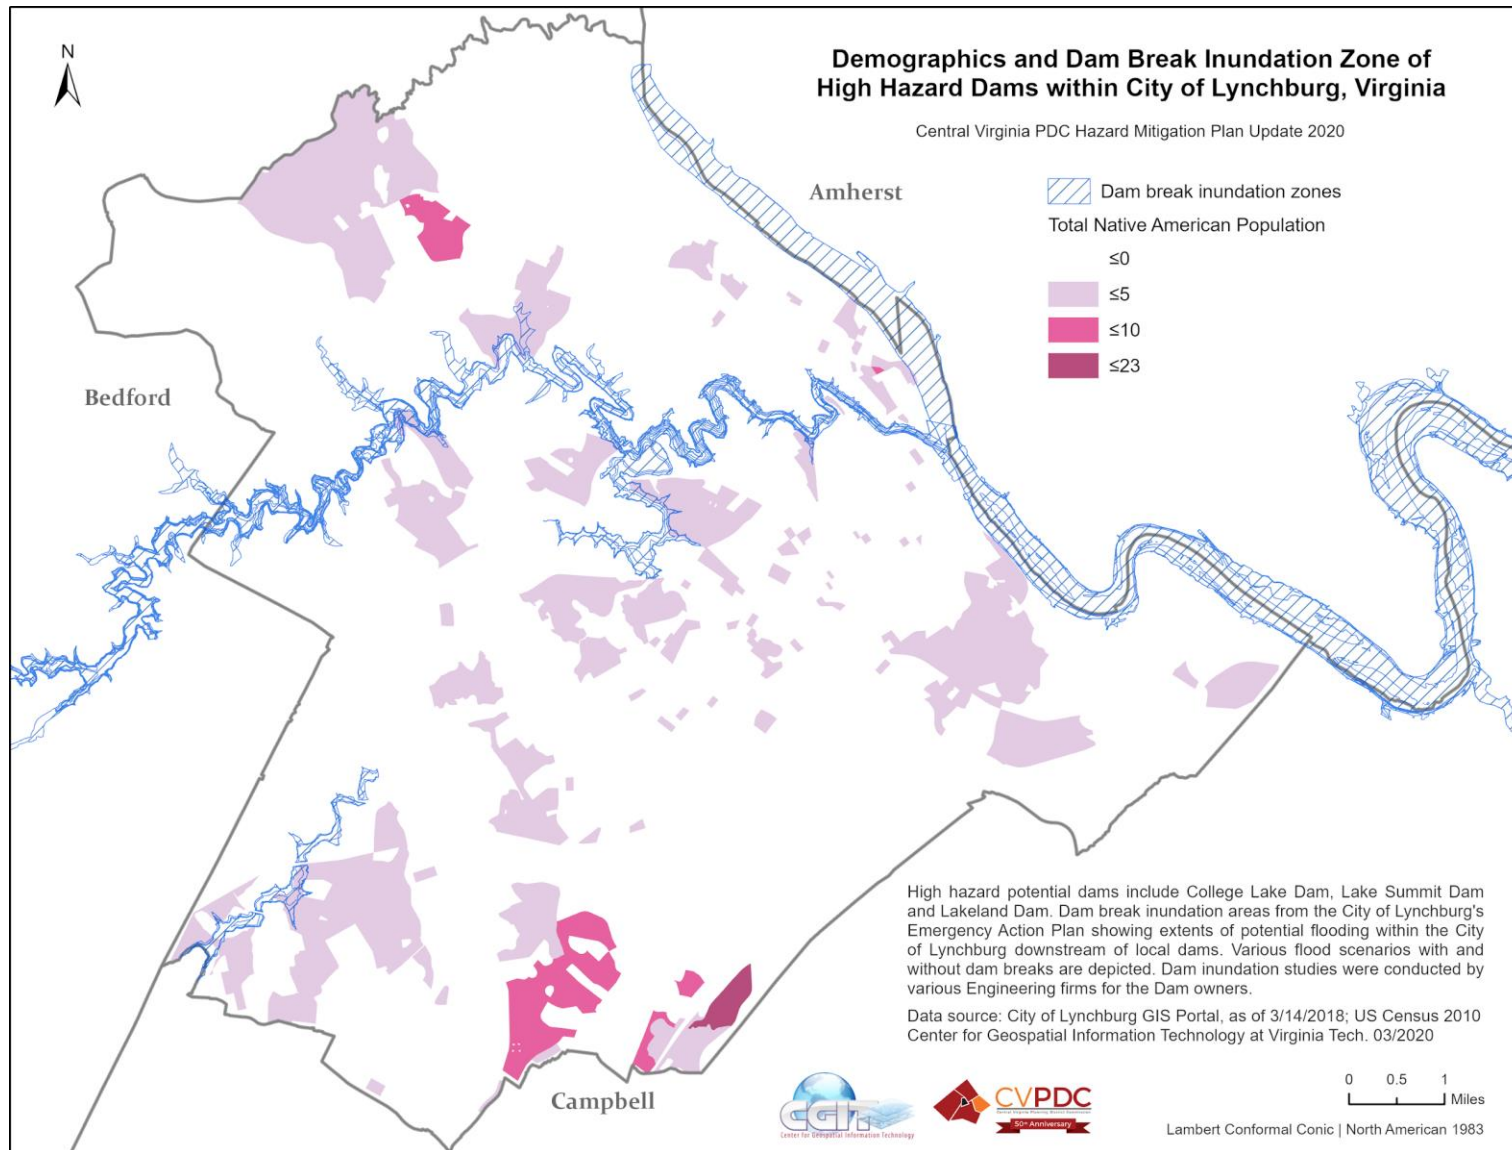 N
Demographics and Dam Break Inundation Zone of
High Hazard Dams within City of Lynchburg, Virginia
Central Virginia PDC Hazard Mitigation Plan Update 2020
Amherst
Dam break inundation zones
Total Native American Population
≤0
≤5
≤10
≤23
Bedford
High hazard potential dams include College Lake Dam, Lake Summit Dam
and Lakeland Dam. Dam break inundation areas from the City of Lynchburg's
Emergency Action Plan showing extents of potential flooding within the City
of Lynchburg downstream of local dams. Various flood scenarios with and
without dam breaks are depicted. Dam inundation studies were conducted by
various Engineering firms for the Dam owners.
Data source: City of Lynchburg GIS Portal, as of 3/14/2018; US Census 2010
Center for Geospatial Information Technology at Virginia Tech. 03/2020
Campbell
CGIT
Center for Geospatial Information Technology
CVPDC
Central Virginia Planning District Commission
50th Anniversary
0 0.5 1
Miles
Lambert Conformal Conic | North American 1983